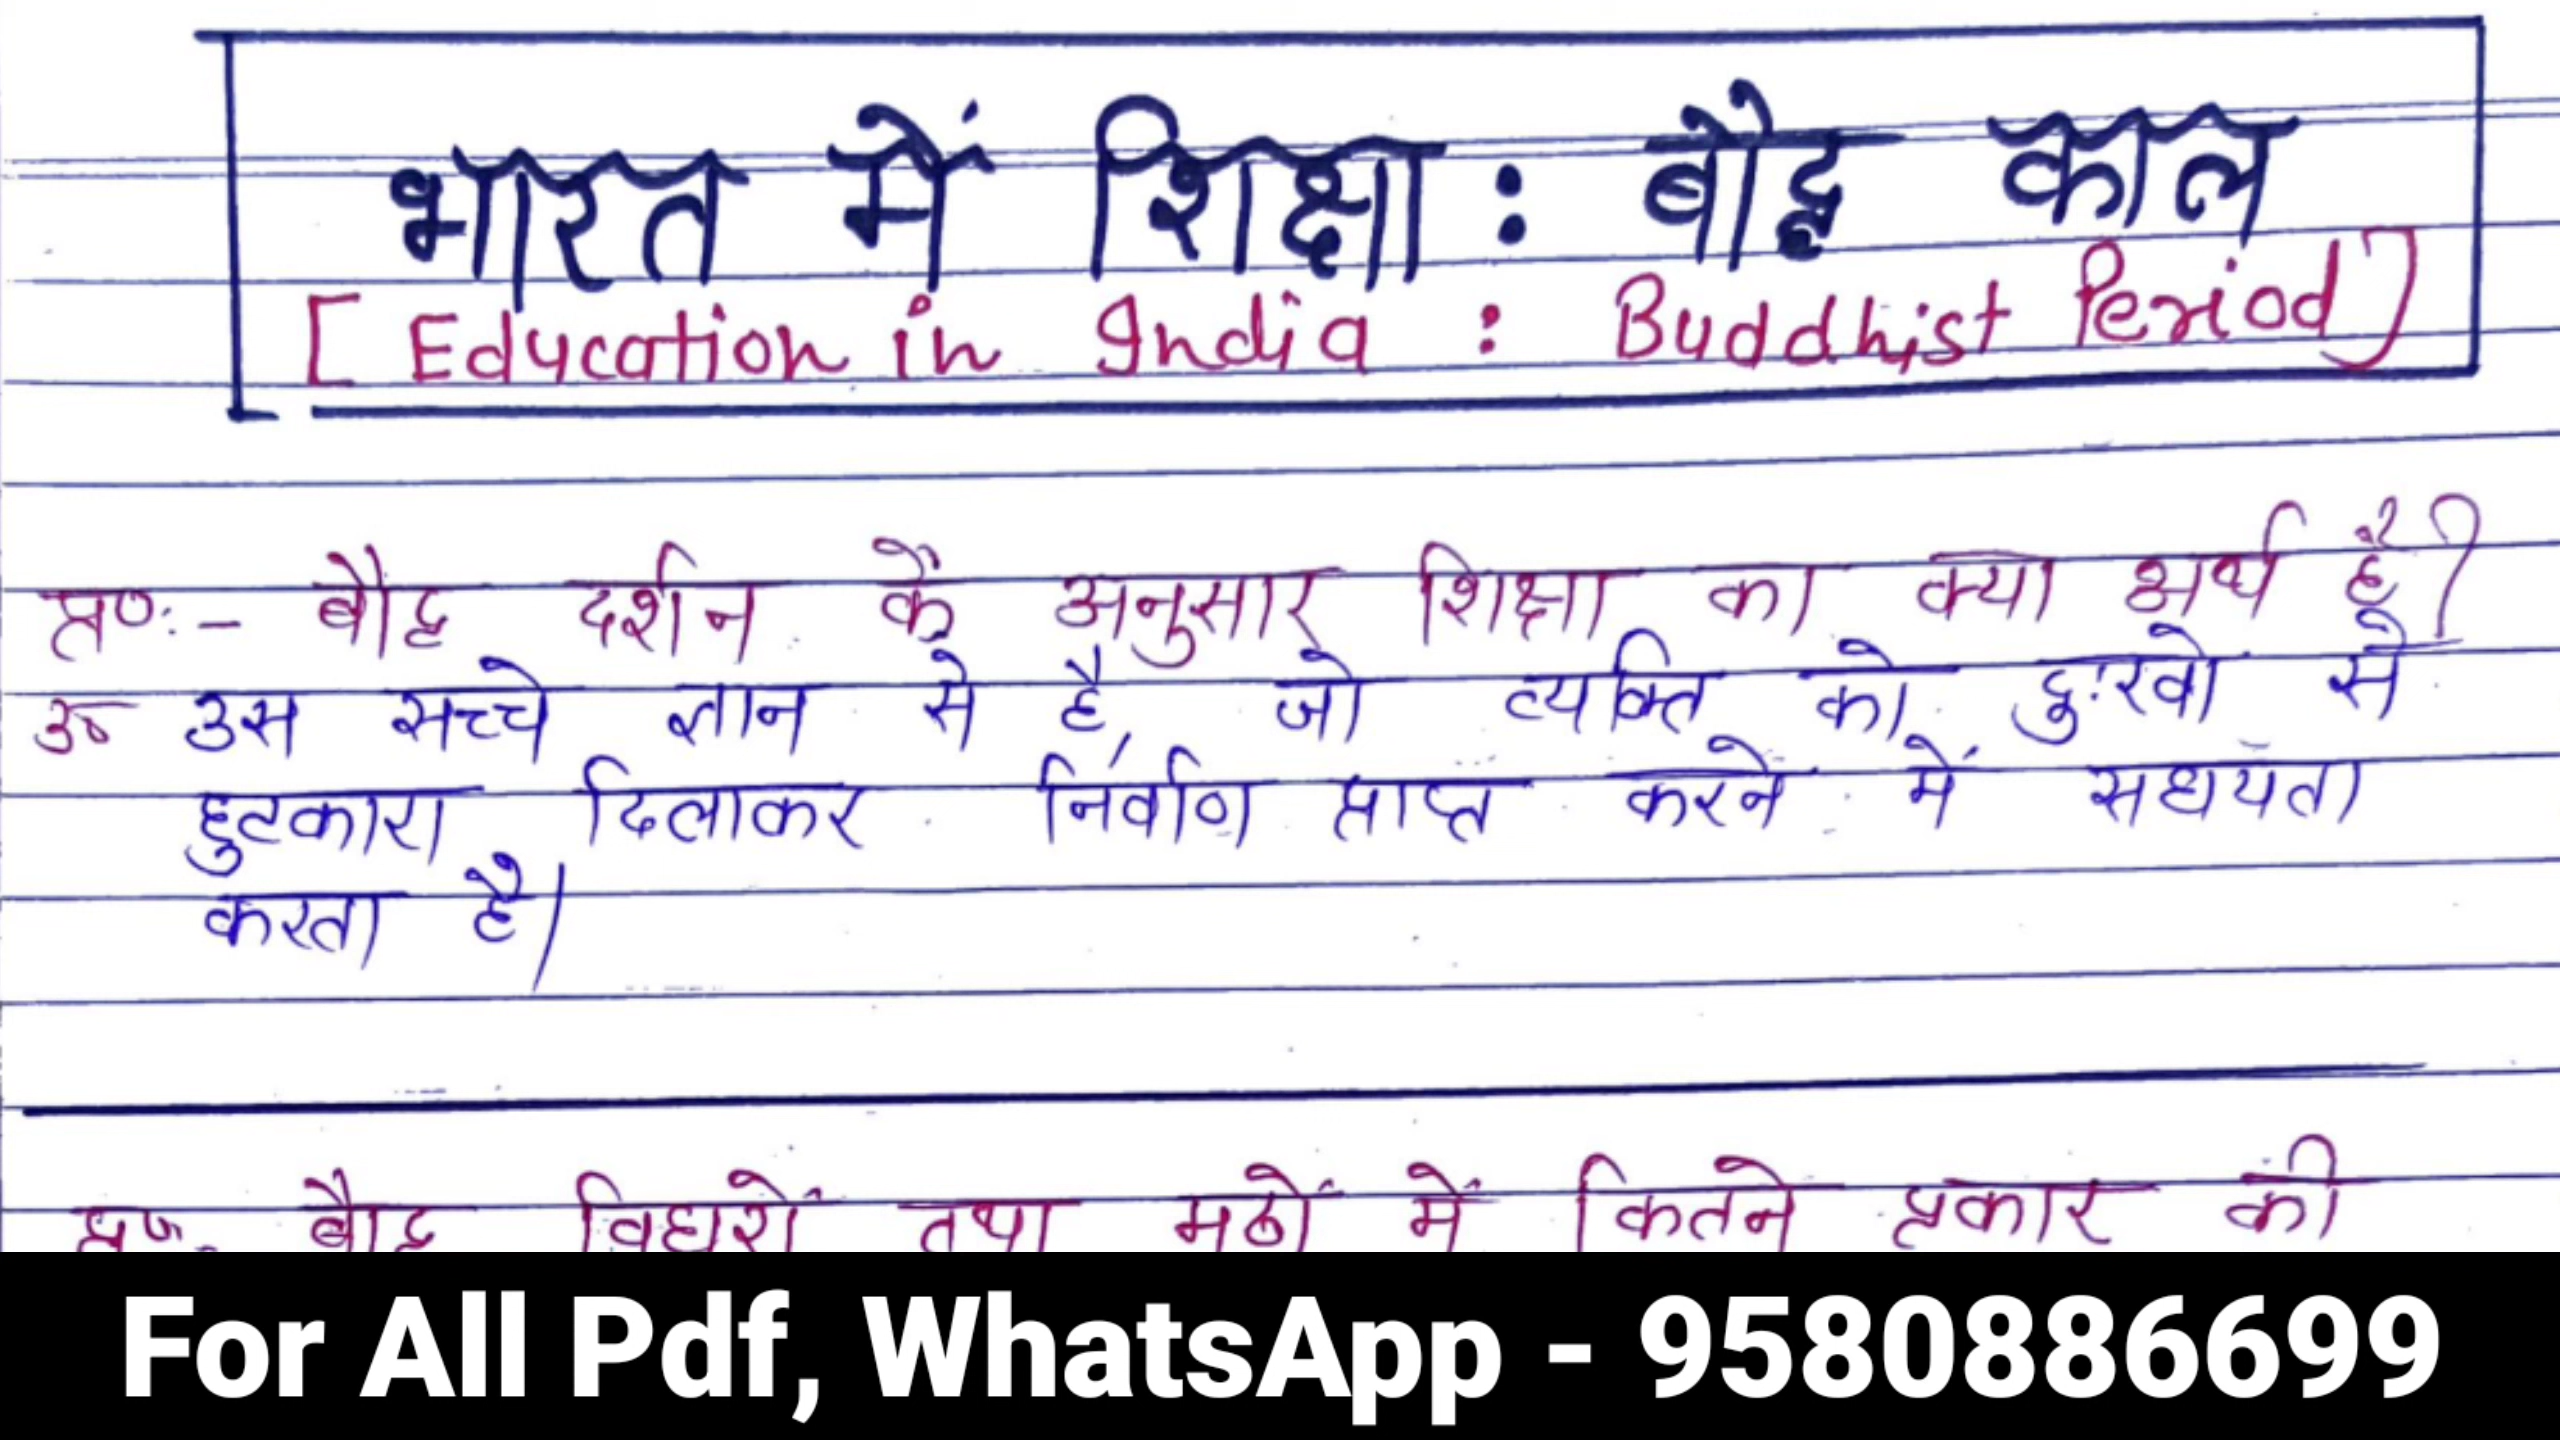 भारत में शिक्षा : बौद्ध काल
[ Education in India : Buddhist Period ]
प्र०:- बौद्ध दर्शन के अनुसार शिक्षा का क्या अर्थ है?
उ० उस सच्चे ज्ञान से है, जो व्यक्ति को दुःखो से
छुटकारा दिलाकर निर्वाण प्राप्त करने में सहायता
करता है।
प्र०. बौद्ध विहारों तथा मठों में कितने प्रकार की
For All Pdf, WhatsApp - 9580886699